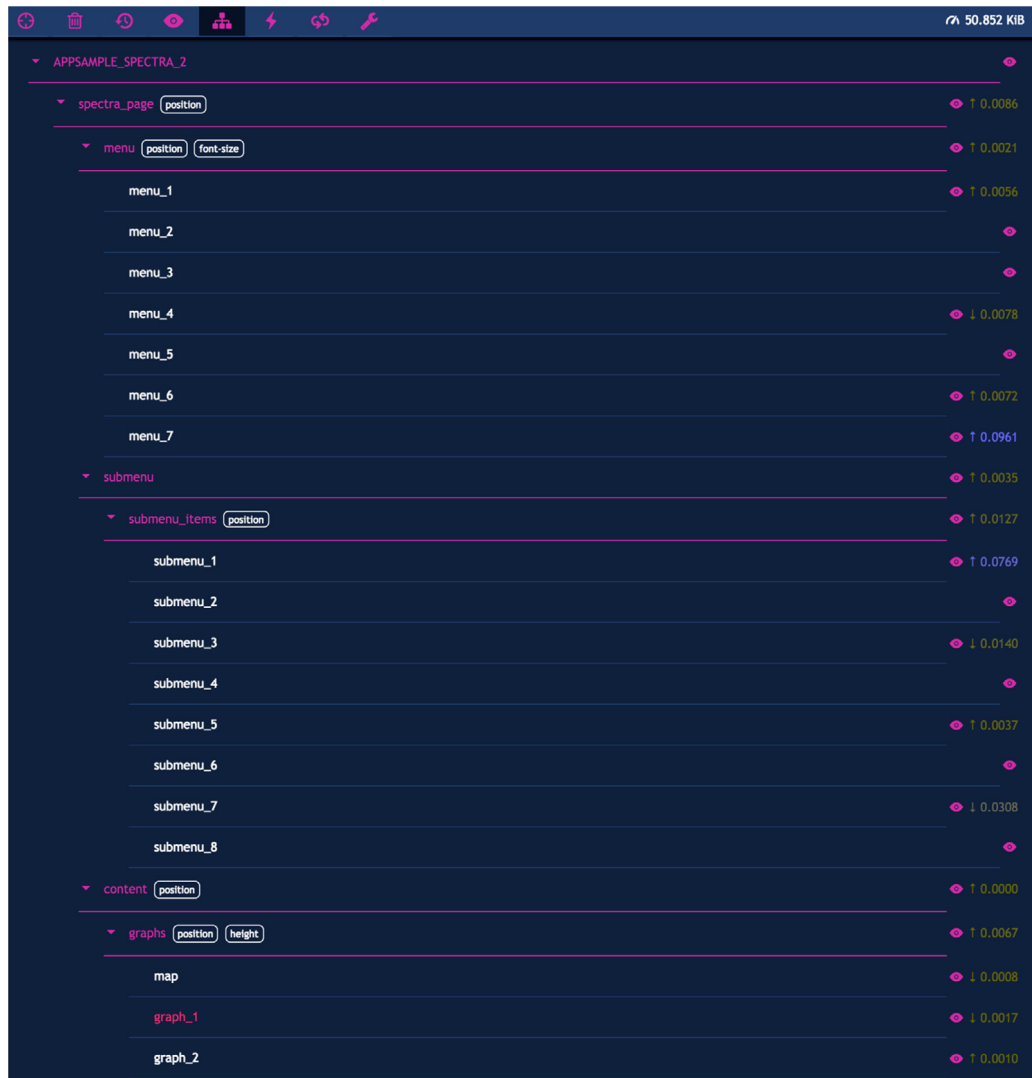 50.852 KiB
APPSAMPLE_SPECTRA_2
spectra_page position ↑ 0.0086
menu position font-size ↑ 0.0021
menu_1 ↑ 0.0056
menu_2
menu_3
menu_4 ↓ 0.0078
menu_5
menu_6 ↑ 0.0072
menu_7 ↑ 0.0961
submenu ↑ 0.0035
submenu_items position ↑ 0.0127
submenu_1 ↑ 0.0769
submenu_2
submenu_3 ↓ 0.0140
submenu_4
submenu_5 ↑ 0.0037
submenu_6
submenu_7 ↓ 0.0308
submenu_8
content position ↑ 0.0000
graphs position height ↑ 0.0067
map ↓ 0.0008
graph_1 ↓ 0.0017
graph_2 ↑ 0.0010